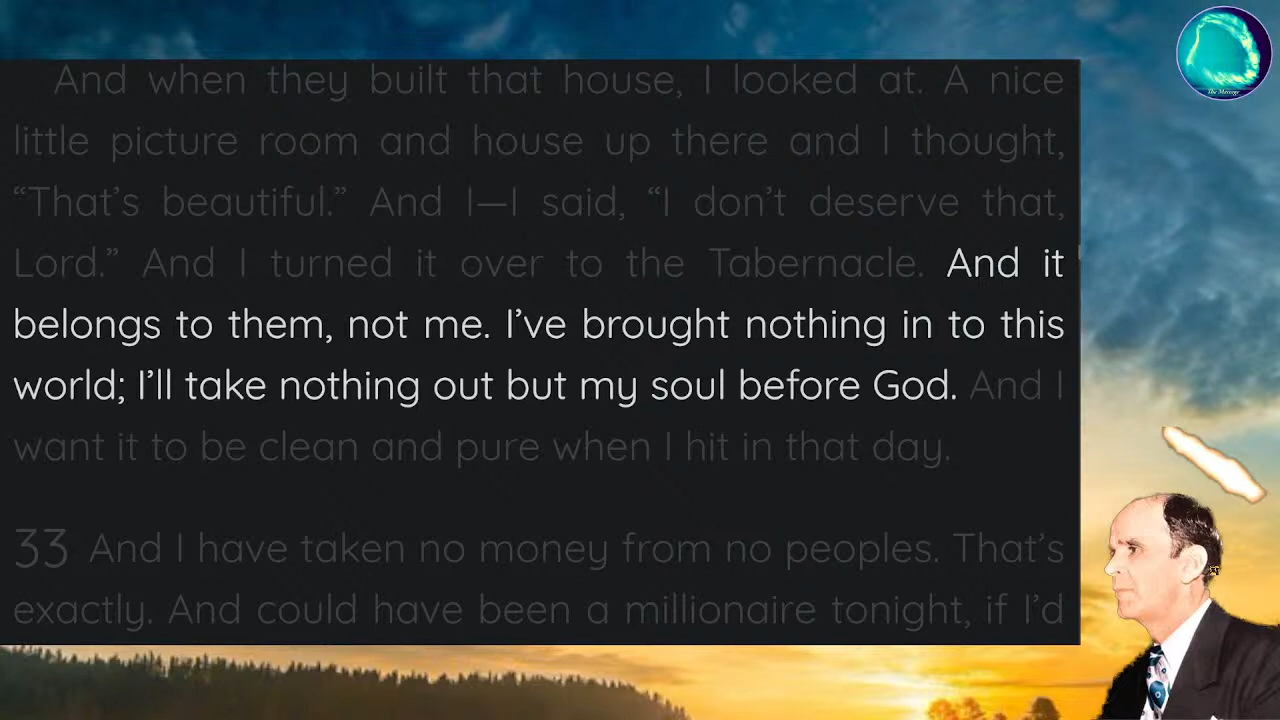 And when they built that house, I looked at. A nice
little picture room and house up there and I thought,
“That’s beautiful.” And I—I said, “I don’t deserve that,
Lord.” And I turned it over to the Tabernacle. And it
belongs to them, not me. I’ve brought nothing in to this
world; I’ll take nothing out but my soul before God. And I
want it to be clean and pure when I hit in that day.
33 And I have taken no money from no peoples. That’s
exactly. And could have been a millionaire tonight, if I’d
The Message